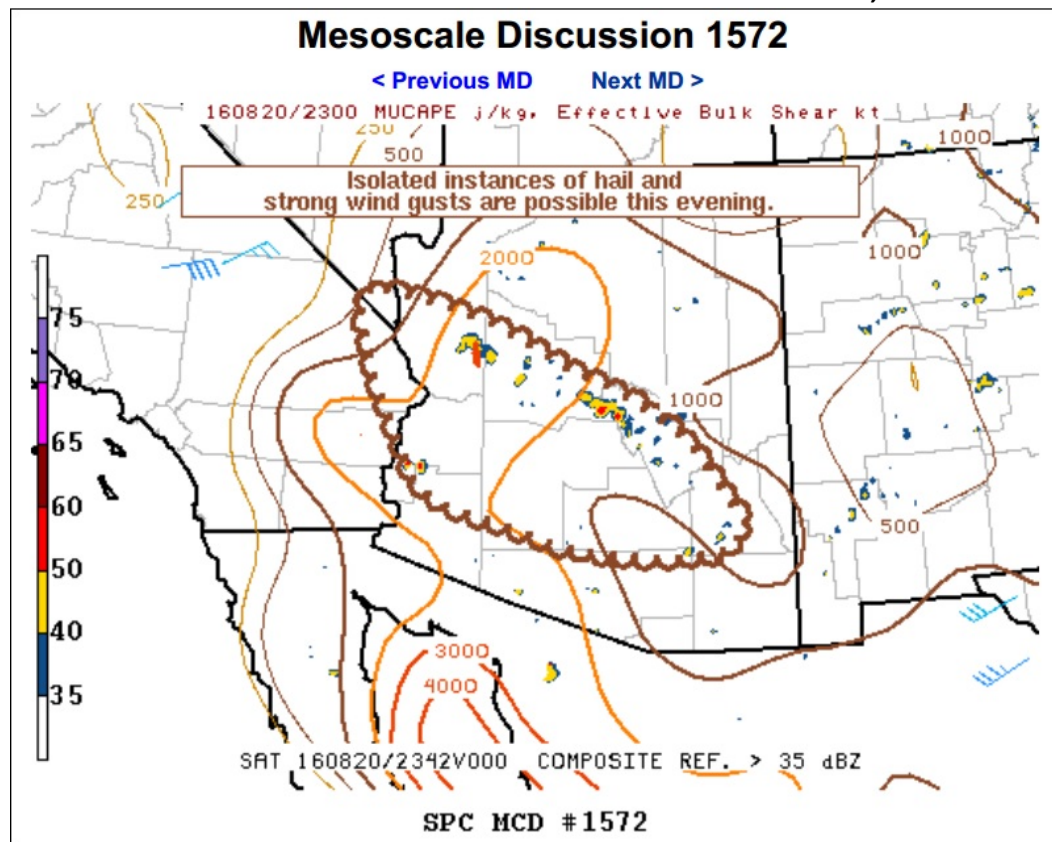 Mesoscale Discussion 1572
< Previous MD Next MD >
160820/2300 MUCAPE j/kg, Effective Bulk Shear kt
250
500
1000
Isolated instances of hail and
strong wind gusts are possible this evening.
250
1000
2000
75
70
65
60
50
40
35
1000
500
3000
4000
SAT 160820/2342V000 COMPOSITE REF. > 35 dBZ
SPC MCD #1572